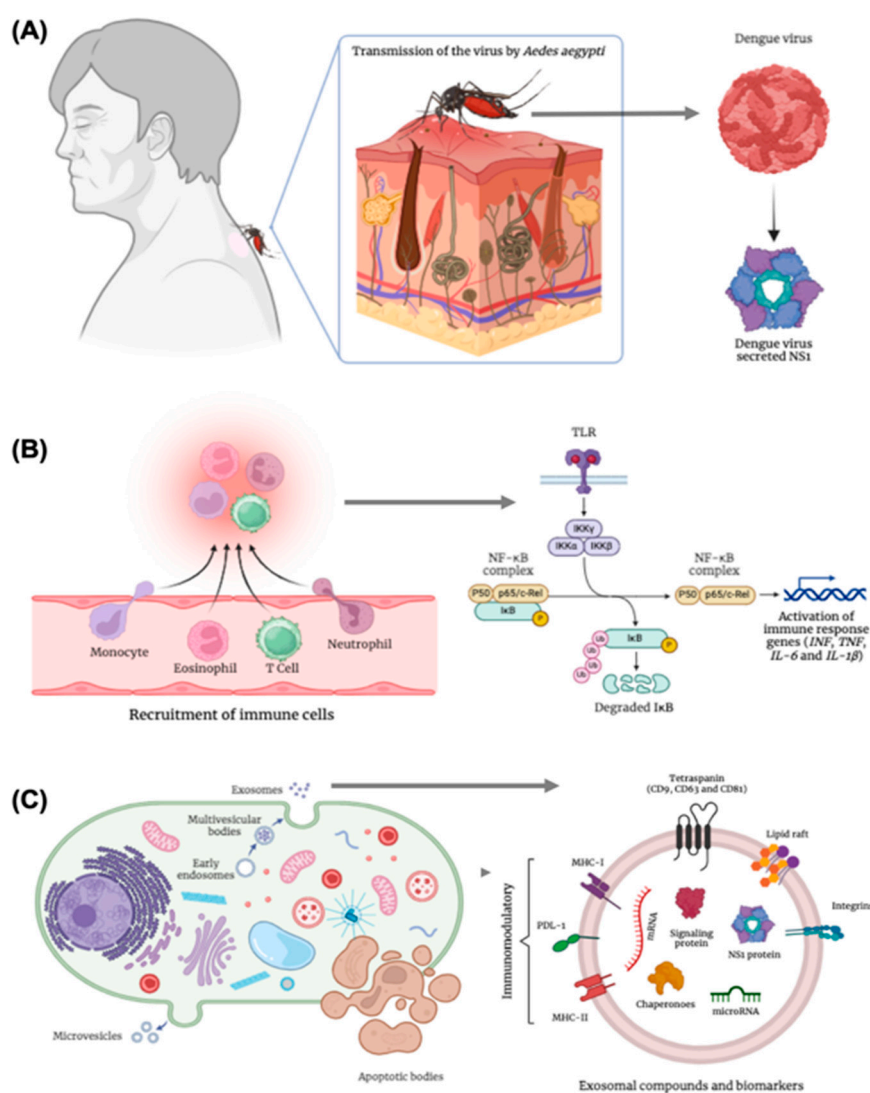 (A)
Transmission of the virus by Aedes aegypti
Dengue virus
Dengue virus
secreted NS1
(B)
Monocyte
Eosinophil
T Cell
Neutrophil
Recruitment of immune cells
TLR
IKKγ
IKKα
IKKβ
NF-κB
complex
P50
p65/c-Rel
IκB
P
NF-κB
complex
P50
p65/c-Rel
Ub
Ub
Ub
Ub
IκB
P
Degraded IκB
Activation of
immune response
genes (INF, TNF,
IL-6 and IL-1β)
(C)
Exosomes
Multivesicular
bodies
Early
endosomes
Microvesicles
Apoptotic bodies
Immunomodulatory
Tetraspanin
(CD9, CD63 and CD81)
Lipid raft
MHC-I
PDL-1
MHC-II
mRNA
Signaling
protein
NS1 protein
Integrin
Chaperonoes
microRNA
Exosomal compounds and biomarkers